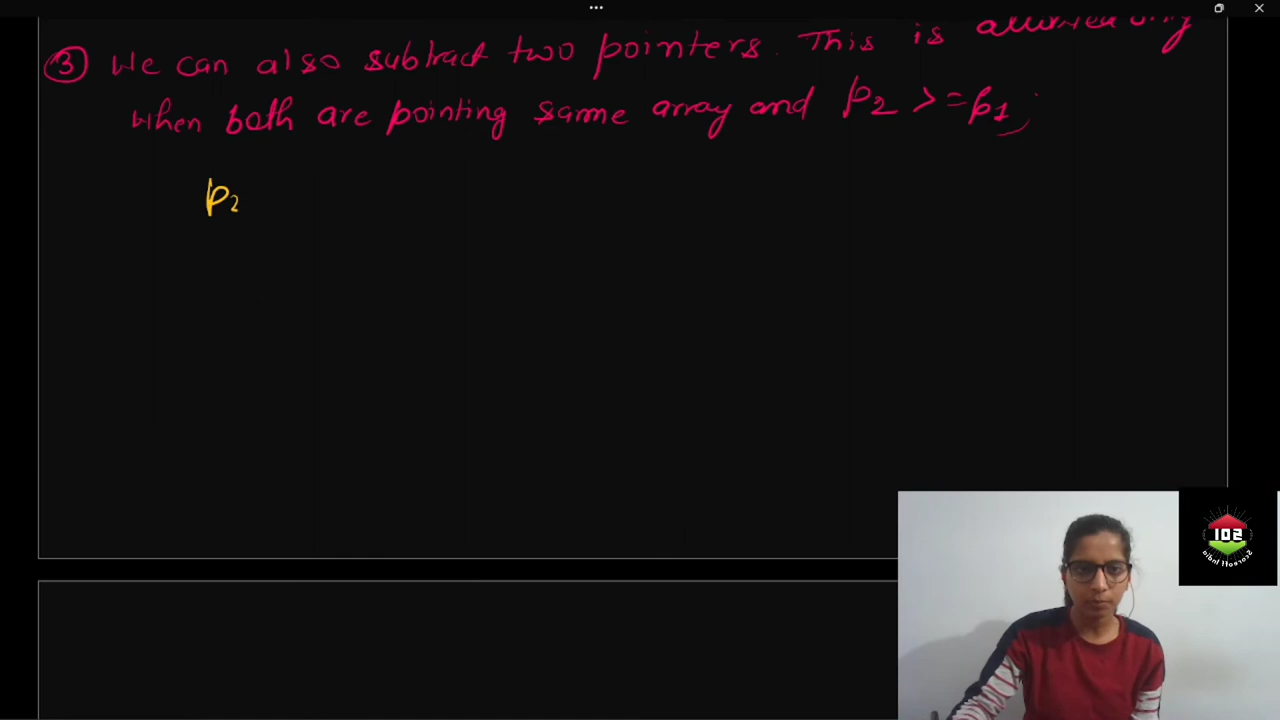 ③ We can also subtract two pointers. This is allowed only
when both are pointing same array and p2 >= p1;
p2